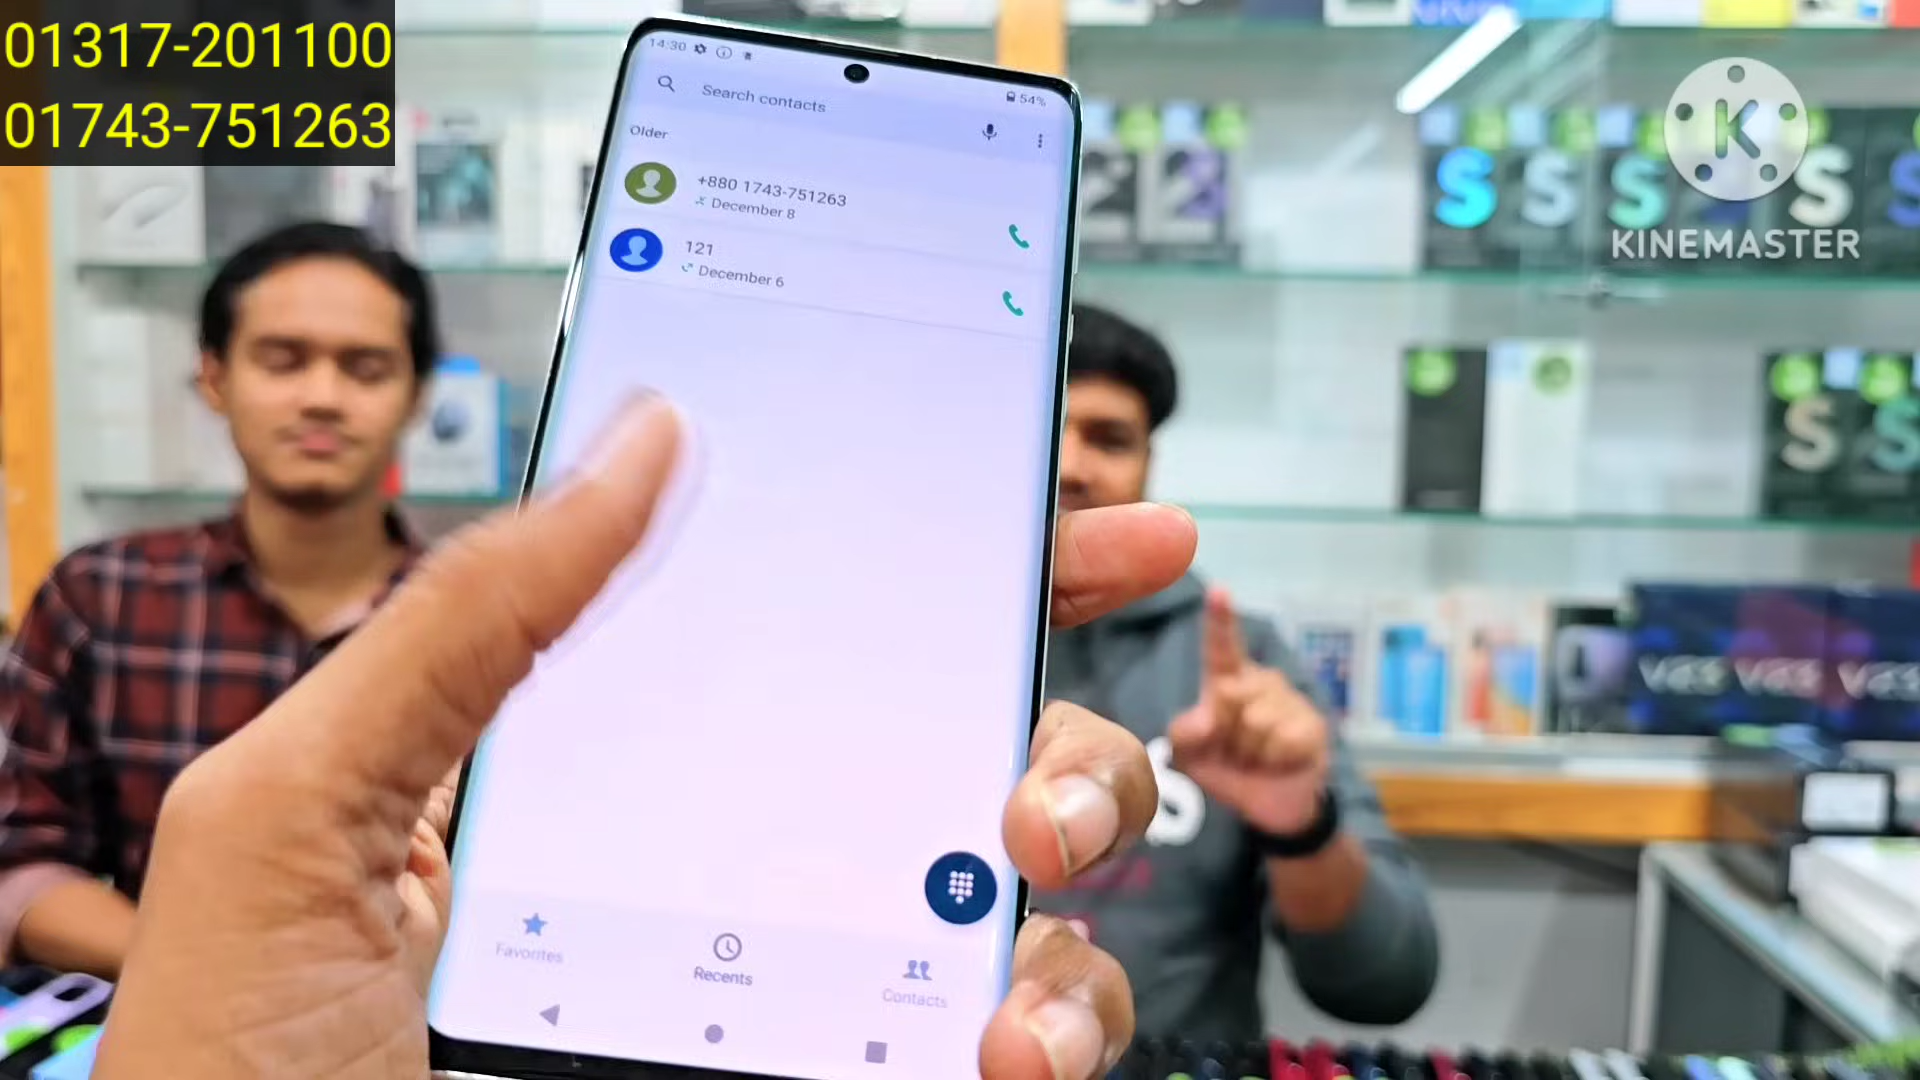 01317-201100
01743-751263
14:30
54%
Search contacts
Older
+880 1743-751263
December 8
121
December 6
Favorites
Recents
Contacts
K
KINEMASTER
S
S
S
S
S
S